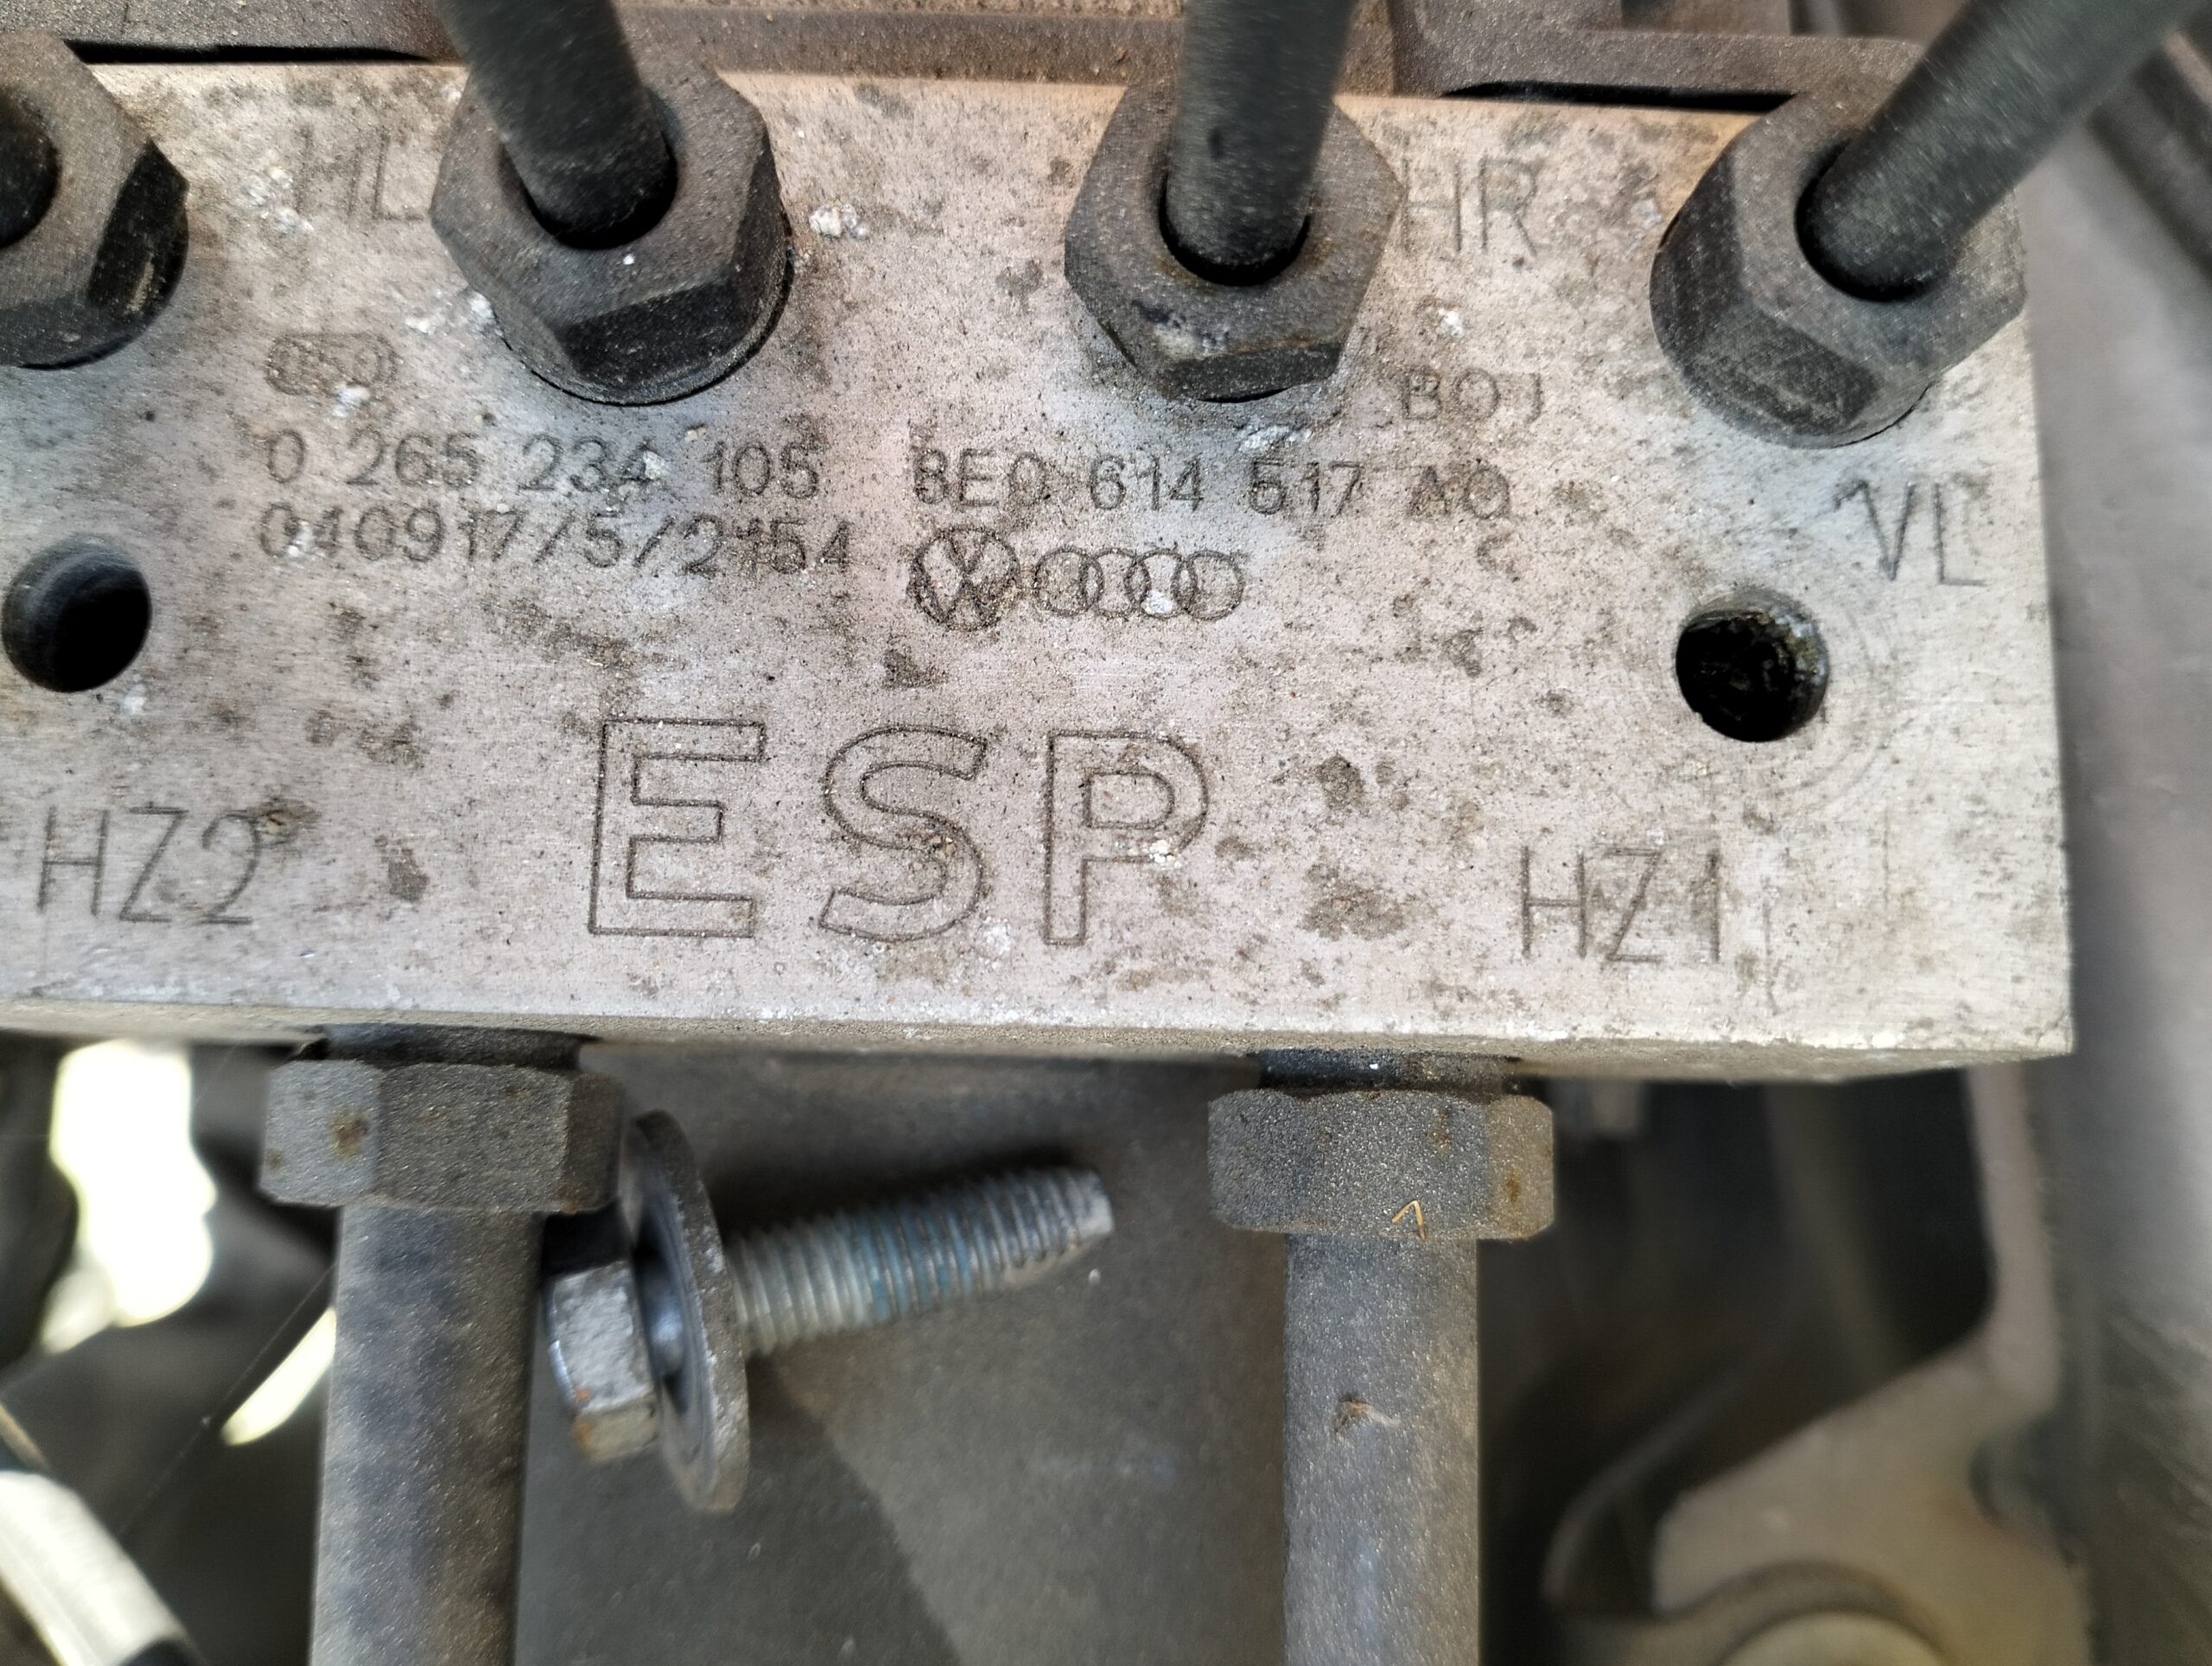 HL
HR
BOJ
0 265 234 105
8E0 614 517 AQ
040917/5/2154
VL
ESP
HZ2
HZ1